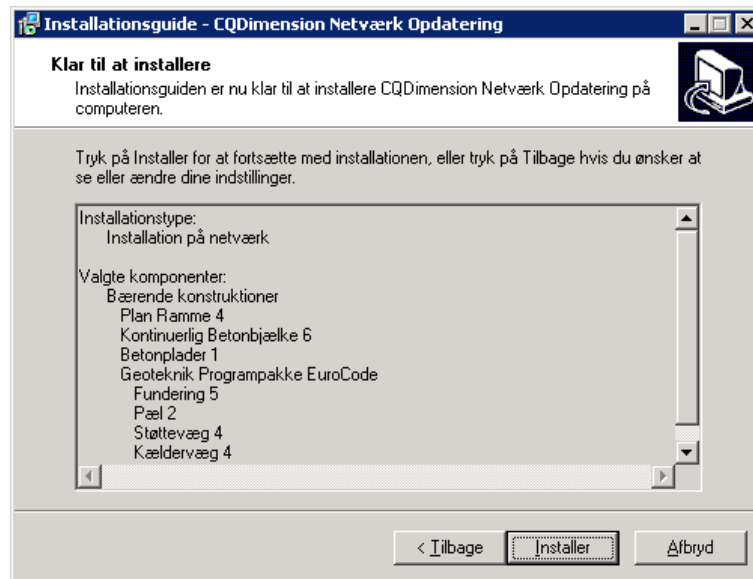 Installationsguide - CQDimension Netværk Opdatering
Klar til at installere
Installationsguiden er nu klar til at installere CQDimension Netværk Opdatering på
computeren.
Tryk på Installer for at fortsætte med installationen, eller tryk på Tilbage hvis du ønsker at
se eller ændre dine indstillinger.
Installationstype:
Installation på netværk
Valgte komponenter:
Bærende konstruktioner
Plan Ramme 4
Kontinuerlig Betonbjælke 6
Betonplader 1
Geoteknik Programpakke EuroCode
Fundering 5
Pæl 2
Støttevæg 4
Kældervæg 4
< Tilbage
Installer
Afbryd